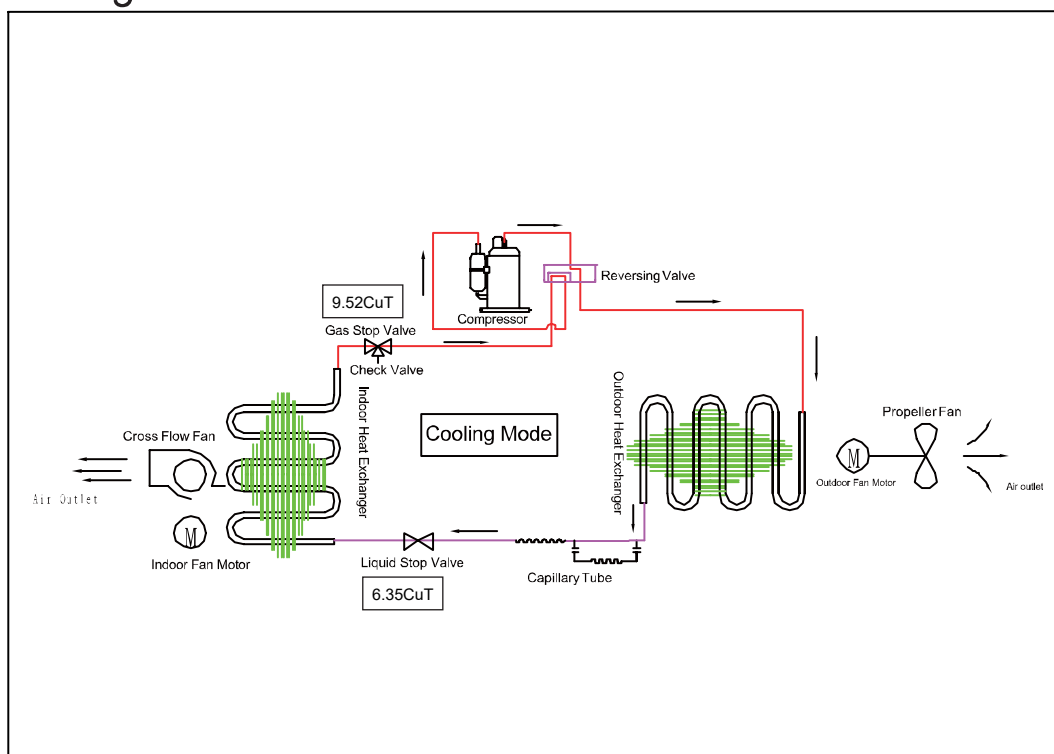 Reversing Valve
9.52CuT
Compressor
Gas Stop Valve
Check Valve
Indoor Heat Exchanger
Outdoor Heat Exchanger
Cooling Mode
Cross Flow Fan
Propeller Fan
M
Outdoor Fan Motor
Air outlet
Air Outlet
M
Indoor Fan Motor
Liquid Stop Valve
Capillary Tube
6.35CuT